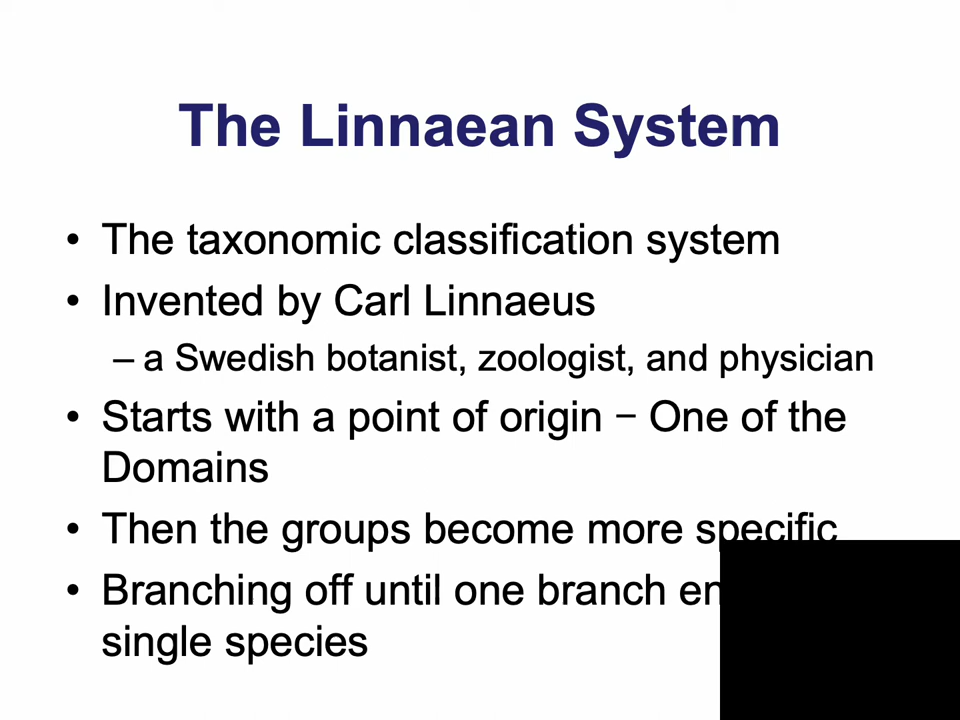 The Linnaean System
• The taxonomic classification system
• Invented by Carl Linnaeus
– a Swedish botanist, zoologist, and physician
• Starts with a point of origin − One of the
Domains
• Then the groups become more specific
• Branching off until one branch
single species